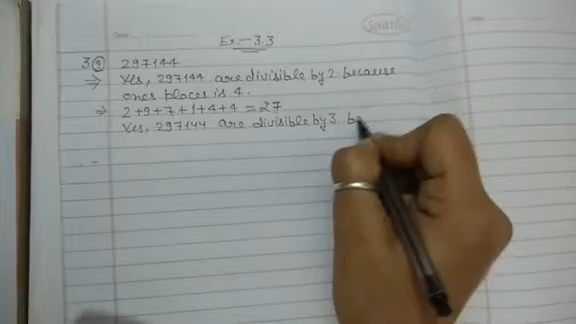 Ex.-3.3
3 (a) 297144
⇒ Yes, 297144 are divisible by 2. because
ones places is 4.
⇒ 2+9+7+1+4+4 = 27
Yes, 297144 are divisible by 3. be